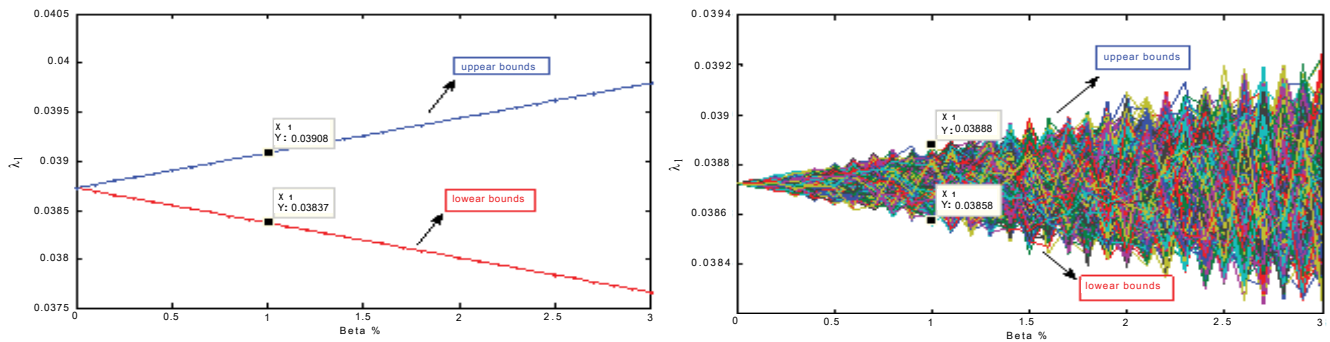 0.0405
0.04
0.0395
0.039
0.0385
0.038
0.0375
λ1
0
0.5
1
1.5
2
2.5
3
Beta %
uppear bounds
X 1
Y: 0.03908
X 1
Y: 0.03837
lowear bounds
0.0394
0.0392
0.039
0.0388
0.0386
0.0384
λ1
0
0.5
1
1.5
2
2.5
3
Beta %
uppear bounds
X 1
Y: 0.03888
X 1
Y: 0.03858
lowear bounds